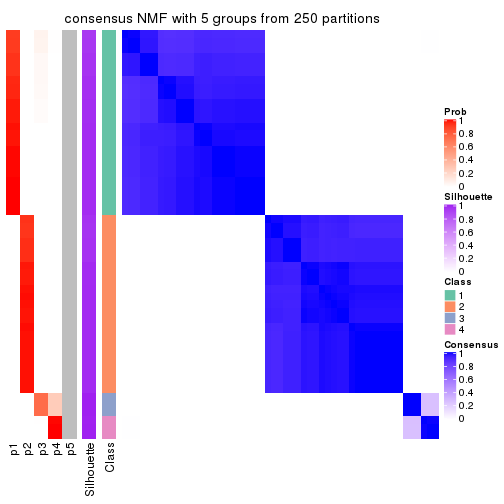 consensus NMF with 5 groups from 250 partitions
Prob
1
0.8
0.6
0.4
0.2
0
Silhouette
1
0.8
0.6
0.4
0.2
0
Class
1
2
3
4
Consensus
1
0.8
0.6
0.4
0.2
0
p1
p2
p3
p4
p5
Silhouette
Class